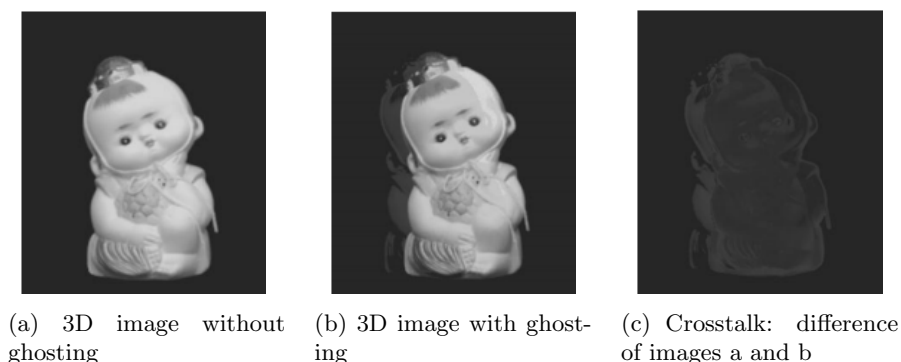 (a) 3D image without
ghosting
(b) 3D image with ghost-
ing
(c) Crosstalk: difference
of images a and b